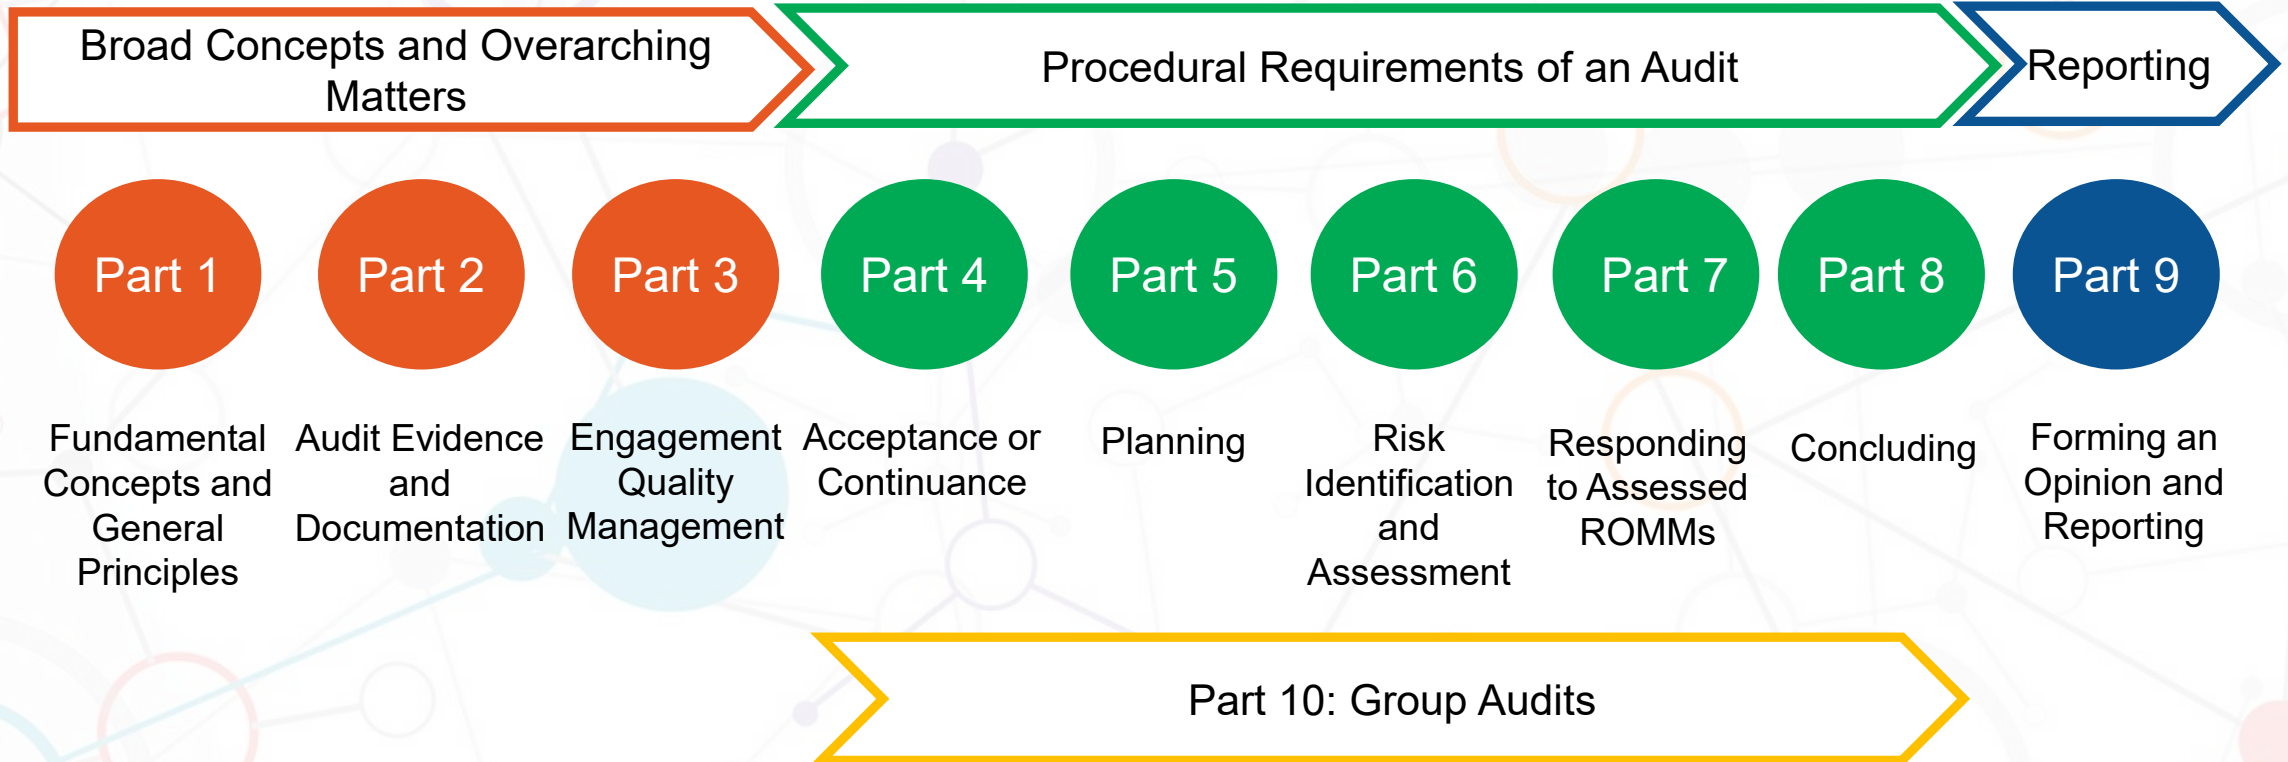 Broad Concepts and Overarching
Matters
Procedural Requirements of an Audit
Reporting
Part 1
Part 2
Part 3
Part 4
Part 5
Part 6
Part 7
Part 8
Part 9
Fundamental
Concepts and
General
Principles
Audit Evidence
and
Documentation
Engagement
Quality
Management
Acceptance or
Continuance
Planning
Risk
Identification
and
Assessment
Responding
to Assessed
ROMMs
Concluding
Forming an
Opinion and
Reporting
Part 10: Group Audits